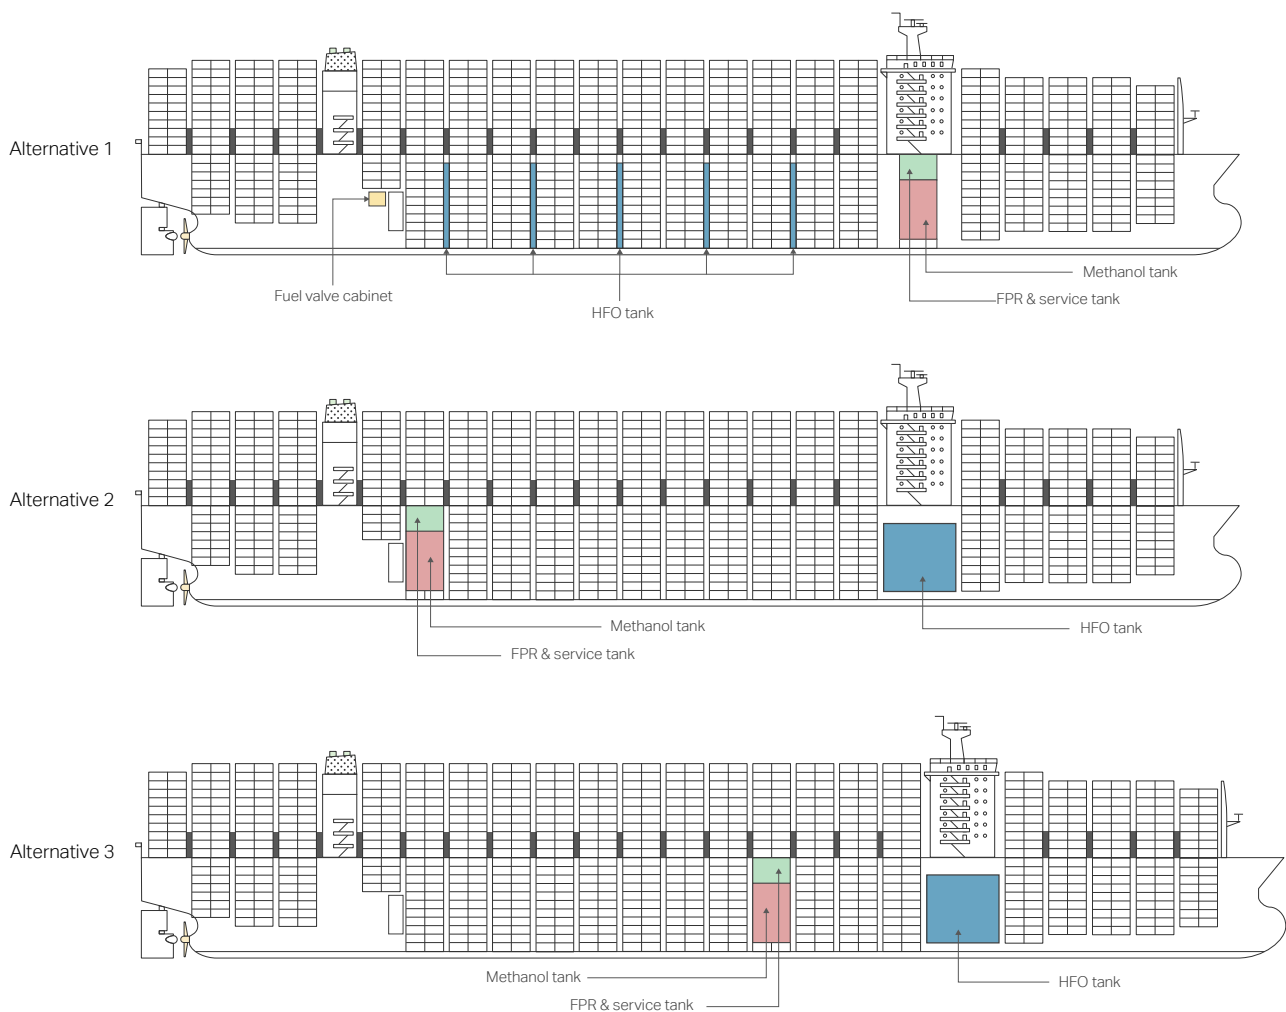 Alternative 1
Fuel valve cabinet
HFO tank
Methanol tank
FPR & service tank
Alternative 2
Methanol tank
FPR & service tank
HFO tank
Alternative 3
Methanol tank
FPR & service tank
HFO tank